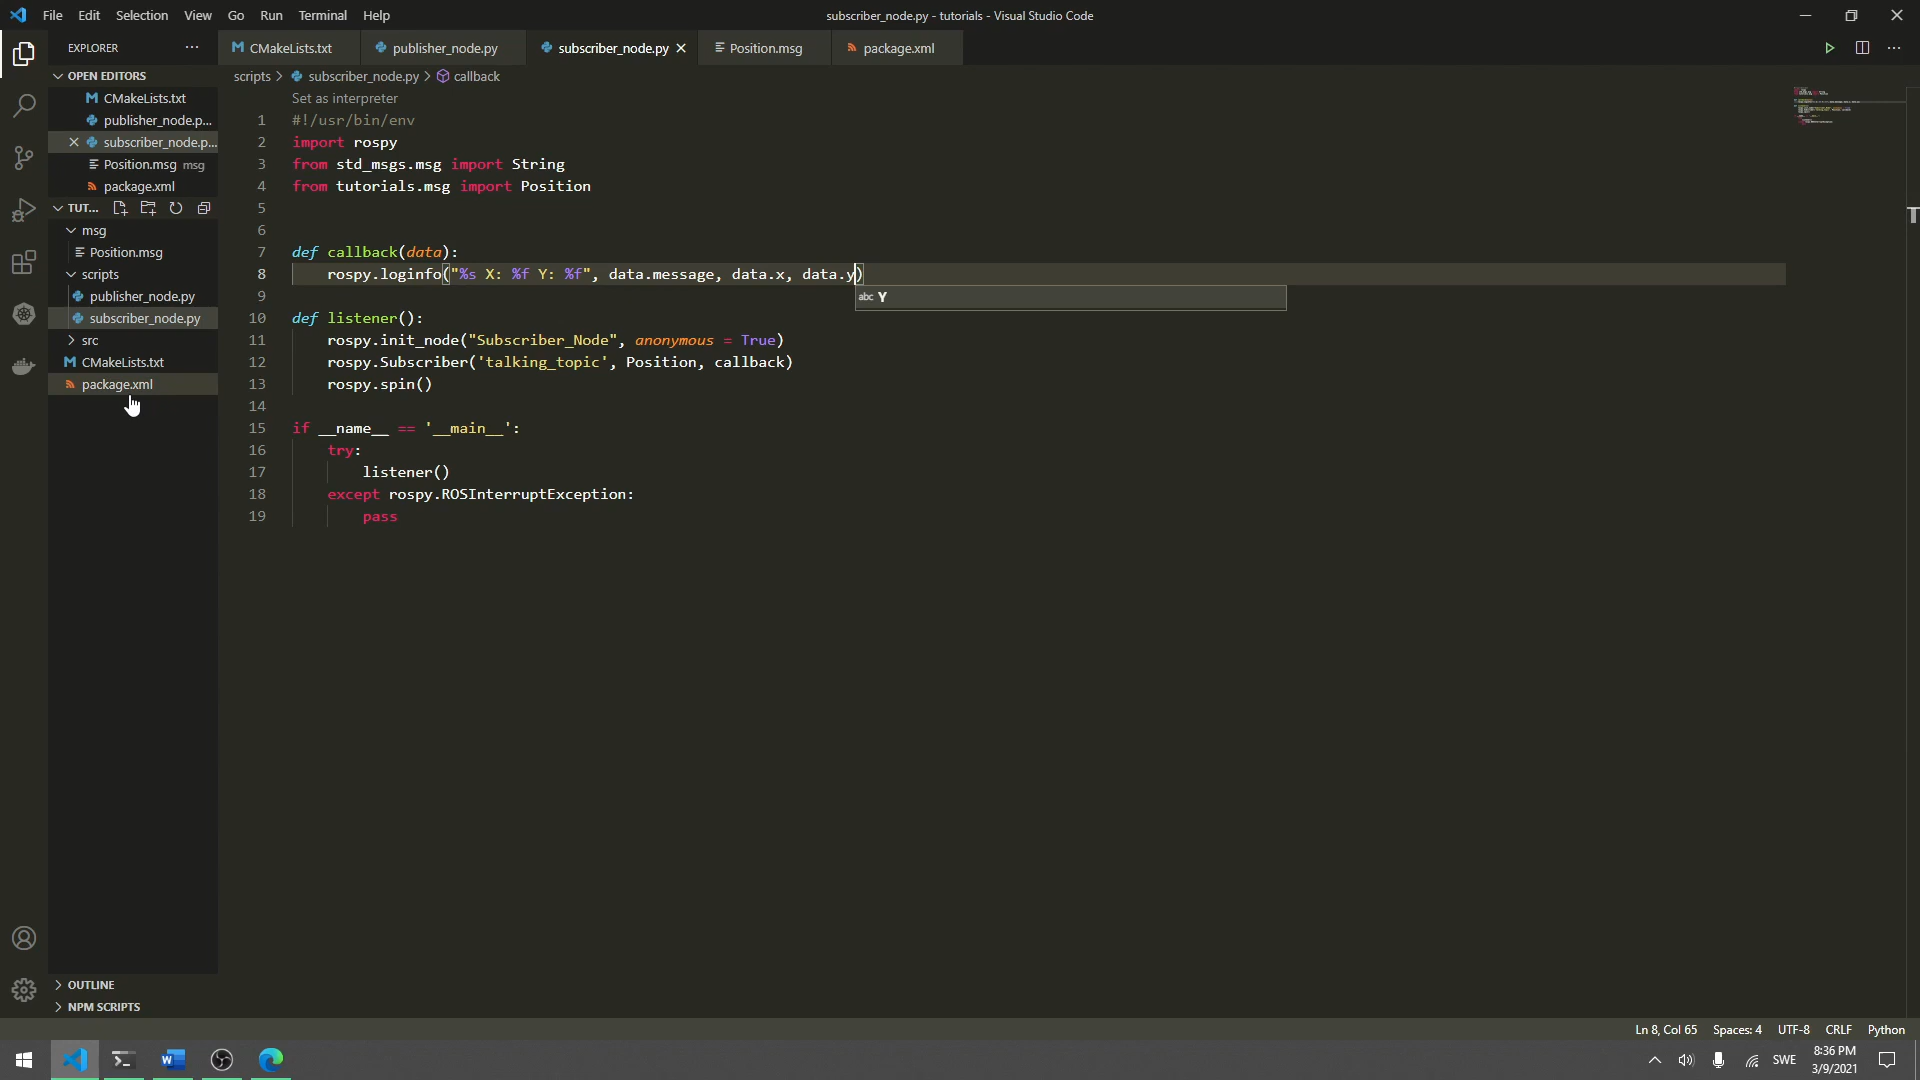 File Edit Selection View Go Run Terminal Help
subscriber_node.py - tutorials - Visual Studio Code
EXPLORER
CMakeLists.txt publisher_node.py subscriber_node.py Position.msg package.xml
OPEN EDITORS
CMakeLists.txt
publisher_node.p...
subscriber_node.p...
Position.msg msg
package.xml
TUT...
msg
Position.msg
scripts
publisher_node.py
subscriber_node.py
src
CMakeLists.txt
package.xml
OUTLINE
NPM SCRIPTS
scripts > subscriber_node.py > callback
Set as interpreter
1 #!/usr/bin/env
2 import rospy
3 from std_msgs.msg import String
4 from tutorials.msg import Position
5
6
7 def callback(data):
8 rospy.loginfo("%s X: %f Y: %f", data.message, data.x, data.y)
abc Y
9
10 def listener():
11 rospy.init_node("Subscriber_Node", anonymous = True)
12 rospy.Subscriber('talking_topic', Position, callback)
13 rospy.spin()
14
15 if __name__ == '__main__':
16 try:
17 listener()
18 except rospy.ROSInterruptException:
19 pass
Ln 8, Col 65 Spaces: 4 UTF-8 CRLF Python
SWE
8:36 PM
3/9/2021